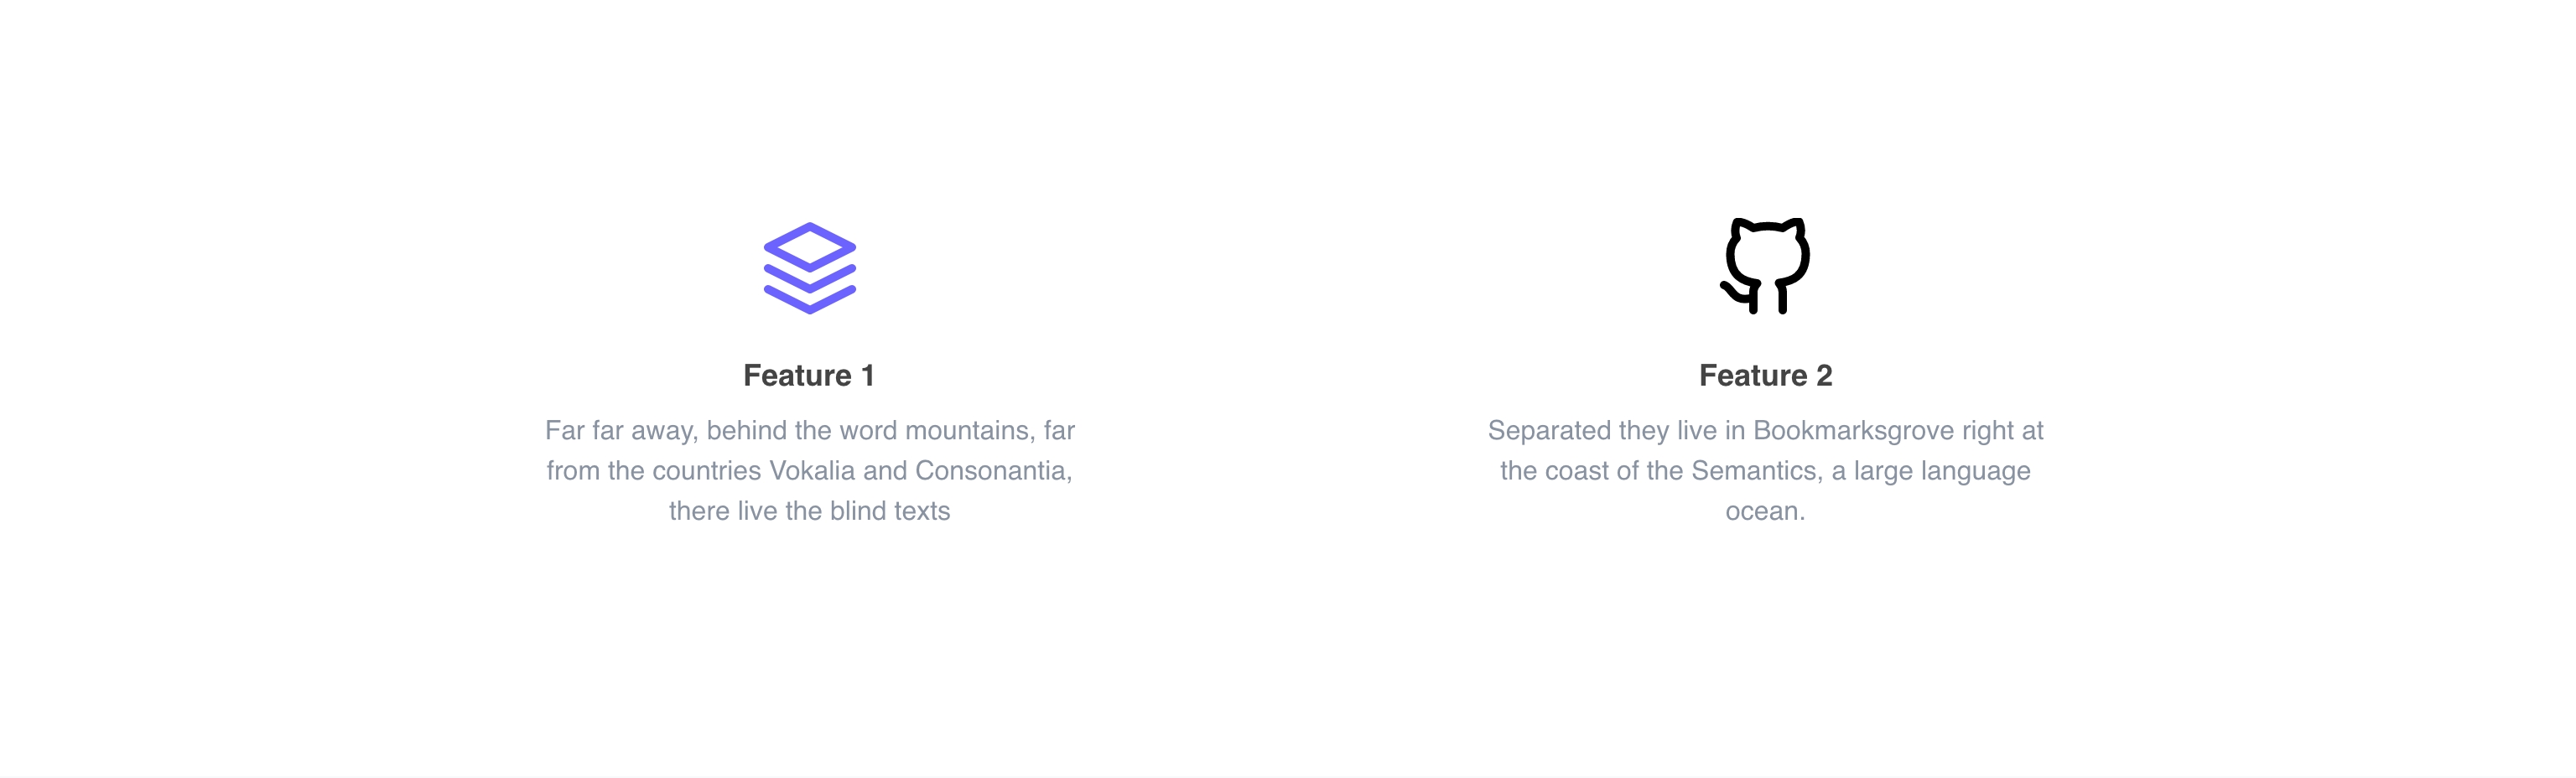 Feature 1
Far far away, behind the word mountains, far
from the countries Vokalia and Consonantia,
there live the blind texts
Feature 2
Separated they live in Bookmarksgrove right at
the coast of the Semantics, a large language
ocean.